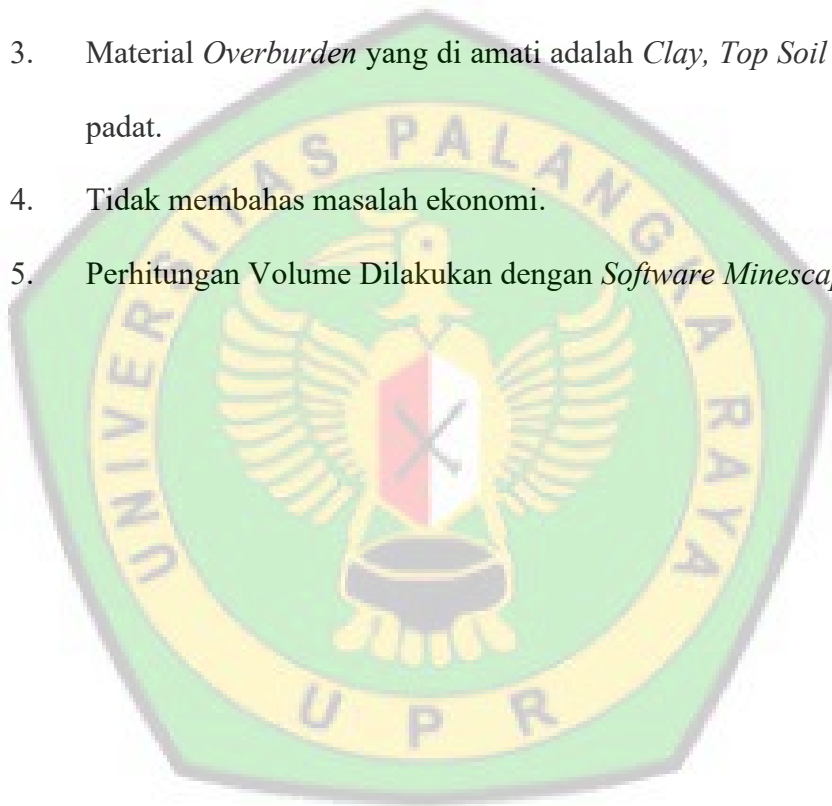 3. Material Overburden yang di amati adalah Clay, Top Soil
padat.
4. Tidak membahas masalah ekonomi.
5. Perhitungan Volume Dilakukan dengan Software
UNIVERSITAS PALANGKA RAYA
U P R